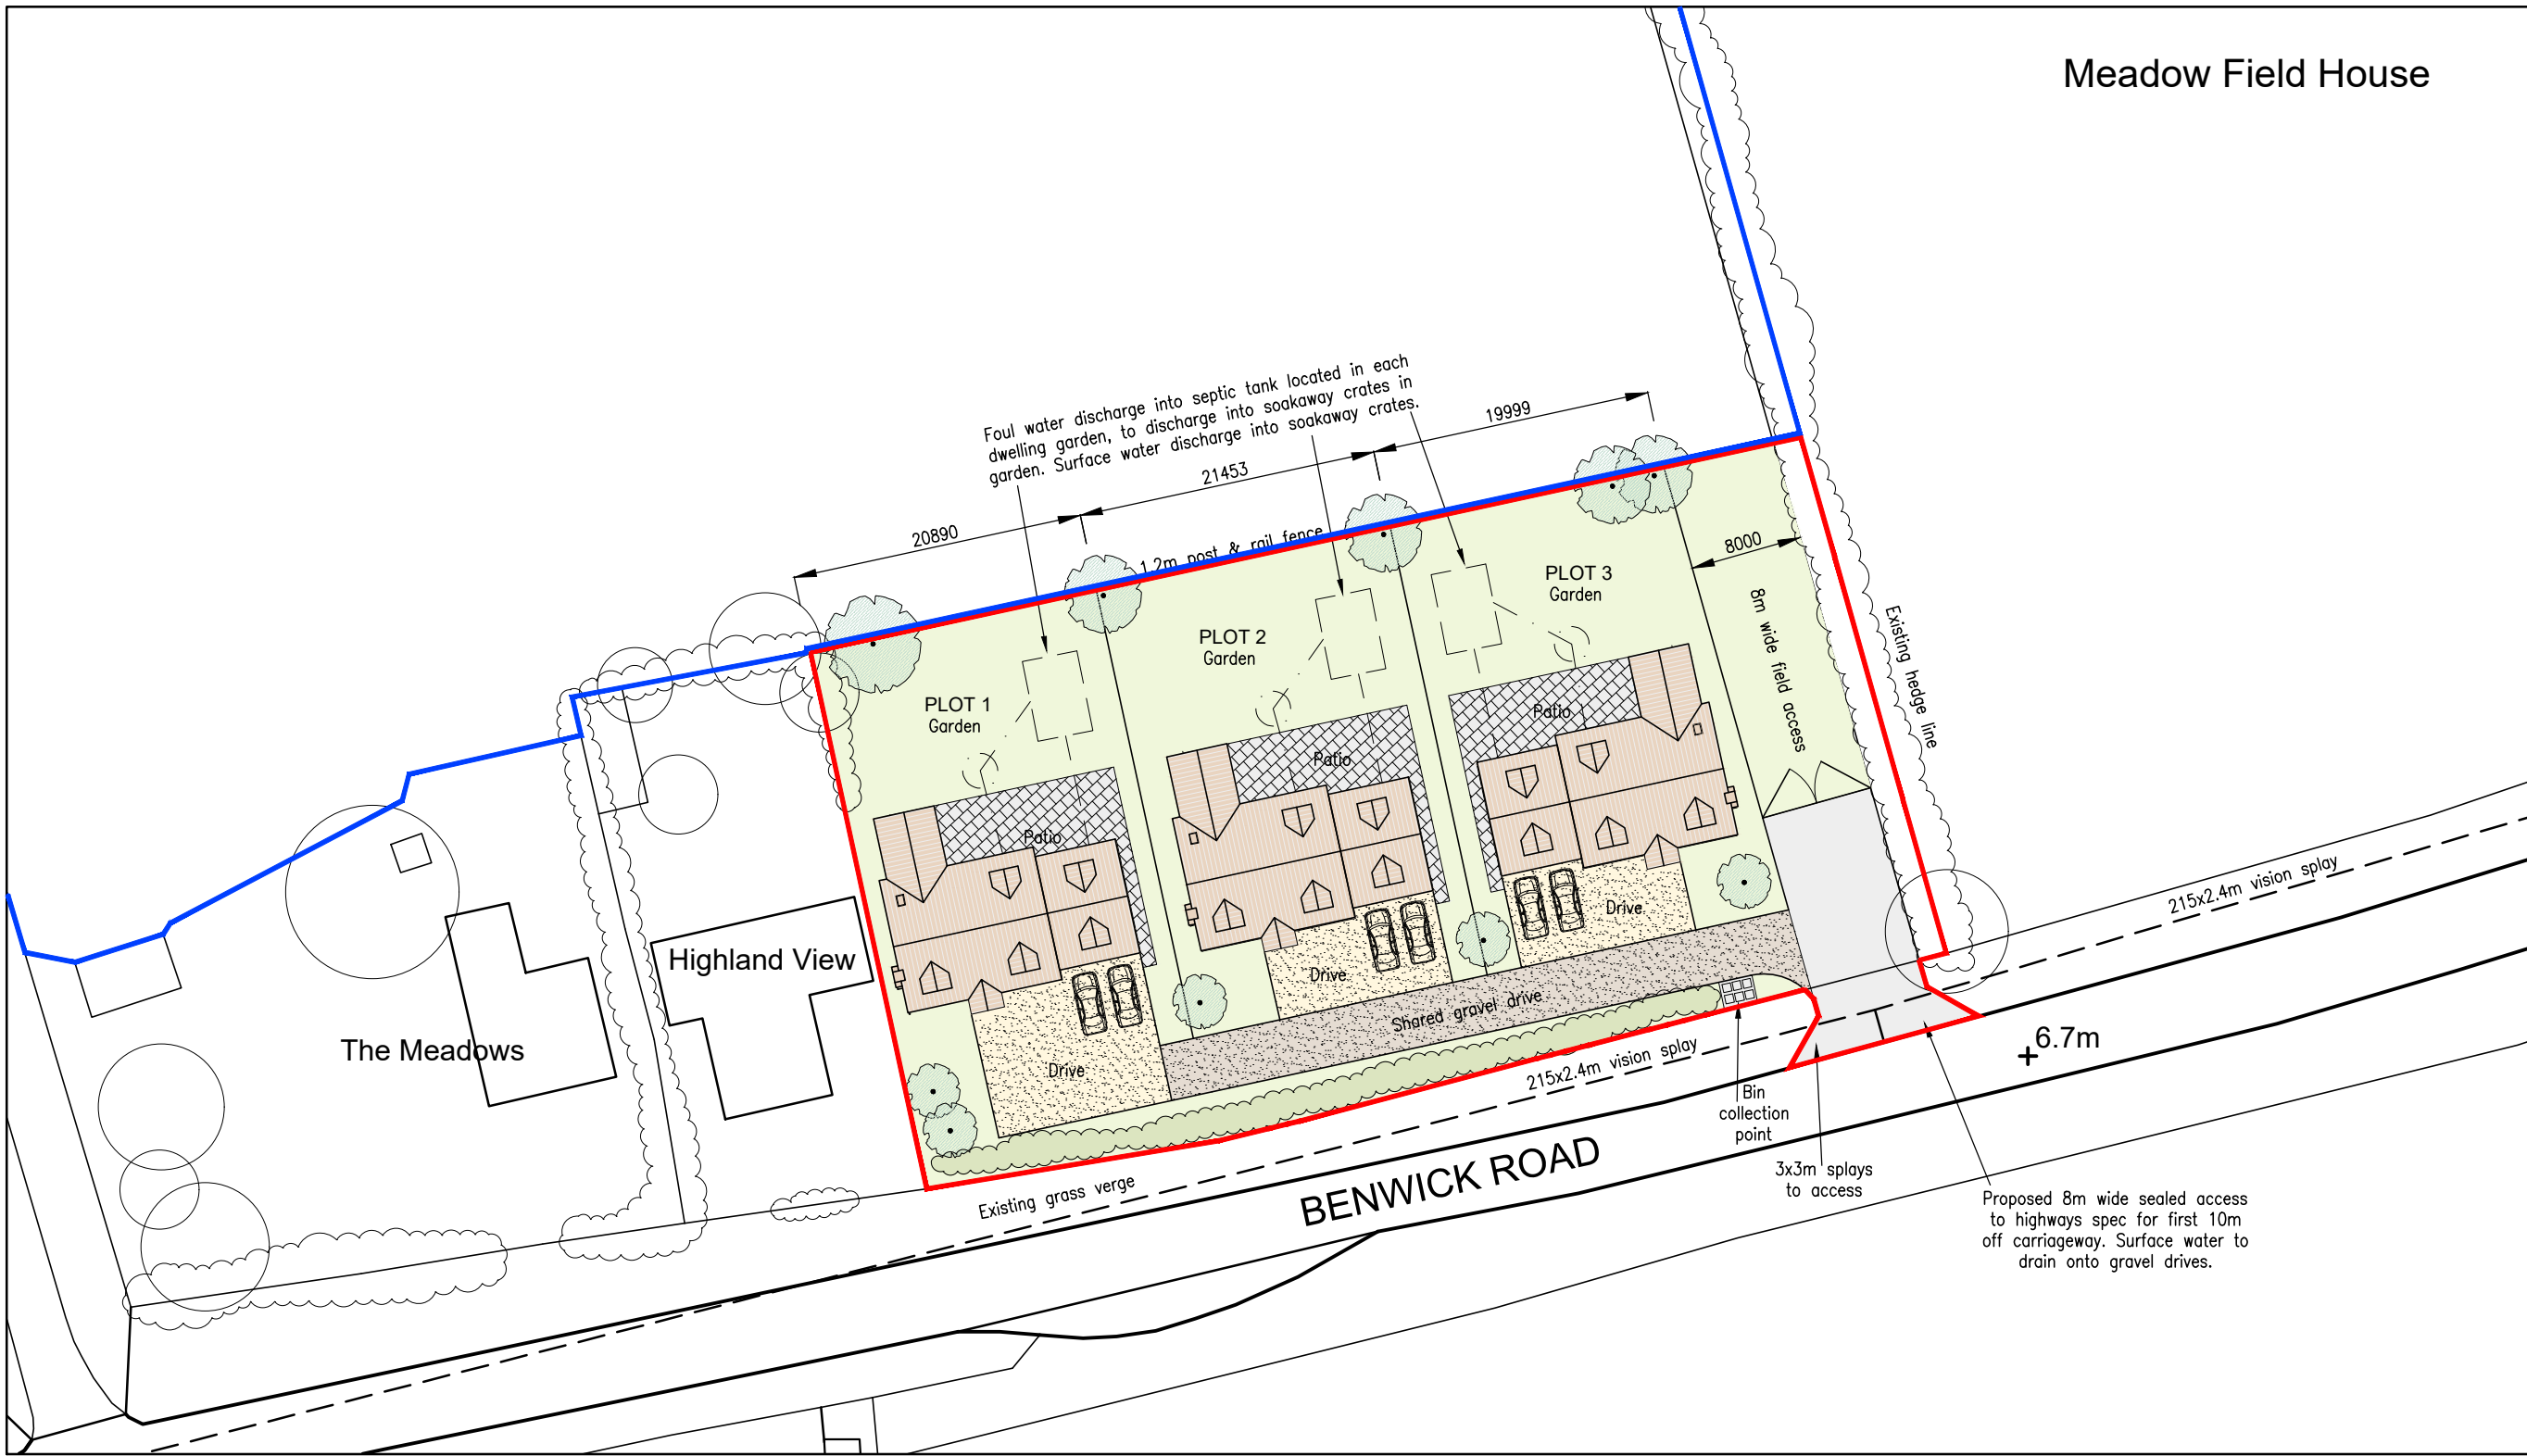 Meadow Field House
Foul water discharge into septic tank located in each
dwelling garden, to discharge into soakaway crates in
garden. Surface water discharge into soakaway crates.
19999
21453
20890
1.2m post & rail fence
8000
PLOT 3
Garden
PLOT 2
Garden
PLOT 1
Garden
8m wide field access
Existing hedge line
Patio
Patio
Patio
215x2.4m vision splay
Highland View
Drive
Drive
Drive
Shared gravel drive
The Meadows
6.7m
215x2.4m vision splay
Bin
collection
point
BENWICK ROAD
Existing grass verge
3x3m splays
to access
Proposed 8m wide sealed access
to highways spec for first 10m
off carriageway. Surface water to
drain onto gravel drives.